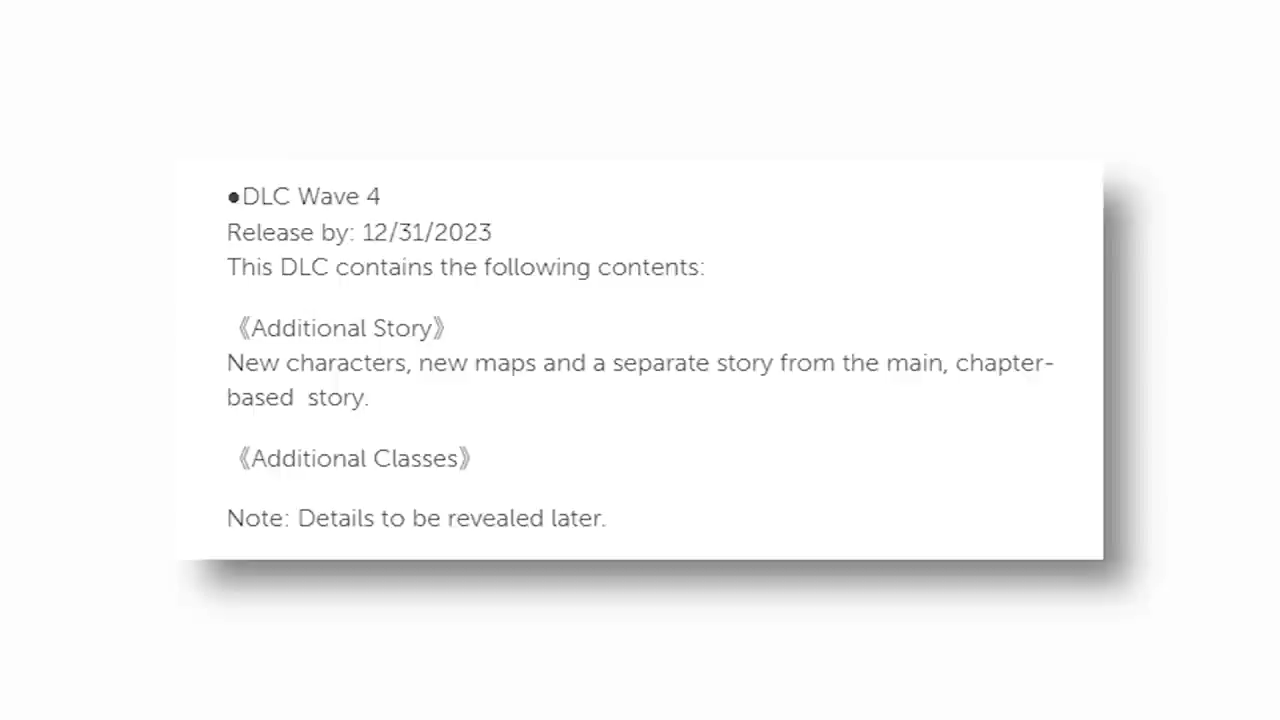 ●DLC Wave 4
Release by: 12/31/2023
This DLC contains the following contents:
《Additional Story》
New characters, new maps and a separate story from the main, chapter-
based  story.
《Additional Classes》
Note: Details to be revealed later.